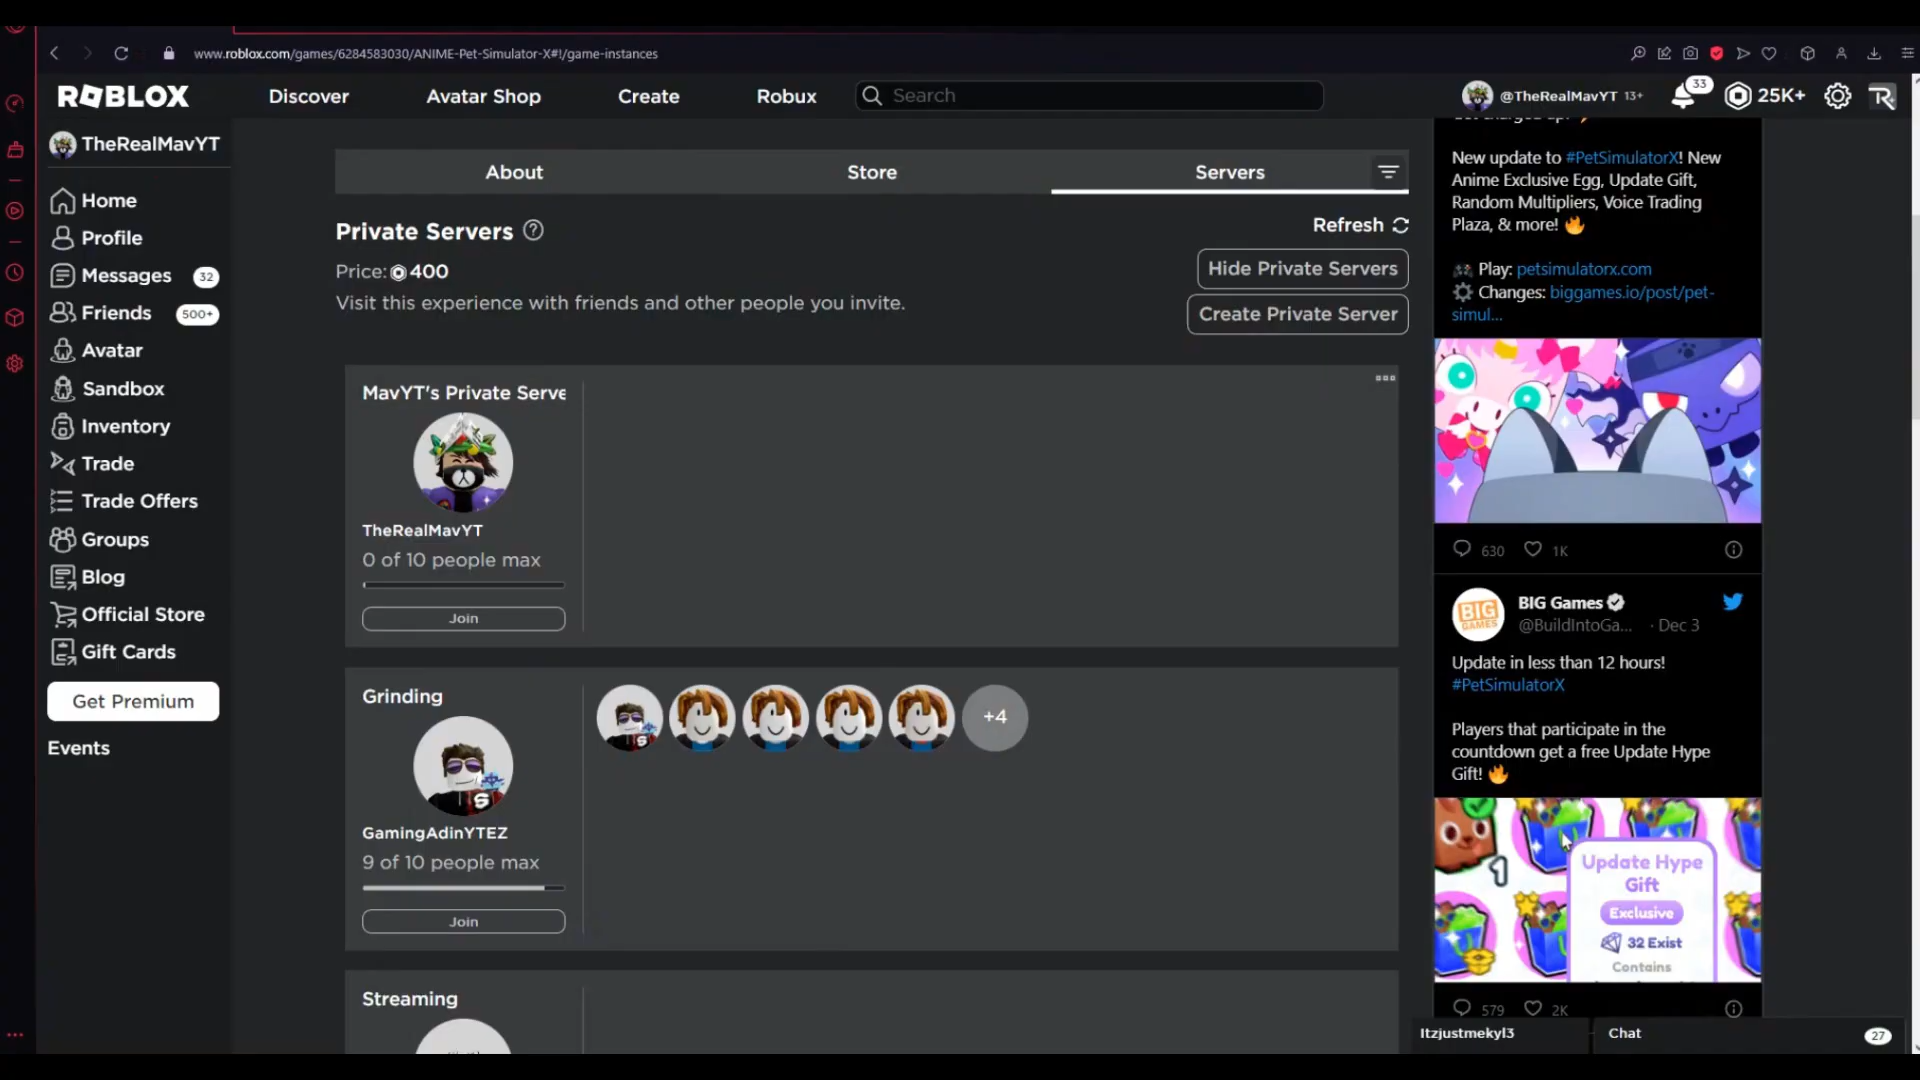 www.roblox.com/games/6284583030/ANIME-Pet-Simulator-X#!/game-instances
ROBLOX
Discover
Avatar Shop
Create
Robux
Search
@TheRealMavYT 13+
33
25K+
TheRealMavYT
Home
Profile
Messages 32
Friends 500+
Avatar
Sandbox
Inventory
Trade
Trade Offers
Groups
Blog
Official Store
Gift Cards
Get Premium
Events
About
Store
Servers
Private Servers
Refresh
Price: 400
Visit this experience with friends and other people you invite.
Hide Private Servers
Create Private Server
MavYT's Private Serve
TheRealMavYT
0 of 10 people max
Join
Grinding
+4
GamingAdinYTEZ
9 of 10 people max
Join
Streaming
New update to #PetSimulatorX! New
Anime Exclusive Egg, Update Gift,
Random Multipliers, Voice Trading
Plaza, & more! 🔥
🎮 Play: petsimulatorx.com
⚙ Changes: biggames.io/post/pet-
simul...
630
1K
BIG GAMES
BIG Games
@BuildIntoGa... · Dec 3
Update in less than 12 hours!
#PetSimulatorX
Players that participate in the
countdown get a free Update Hype
Gift! 🔥
1
Update Hype
Gift
Exclusive
32 Exist
Contains
579
2K
Itzjustmekyl3
Chat
27